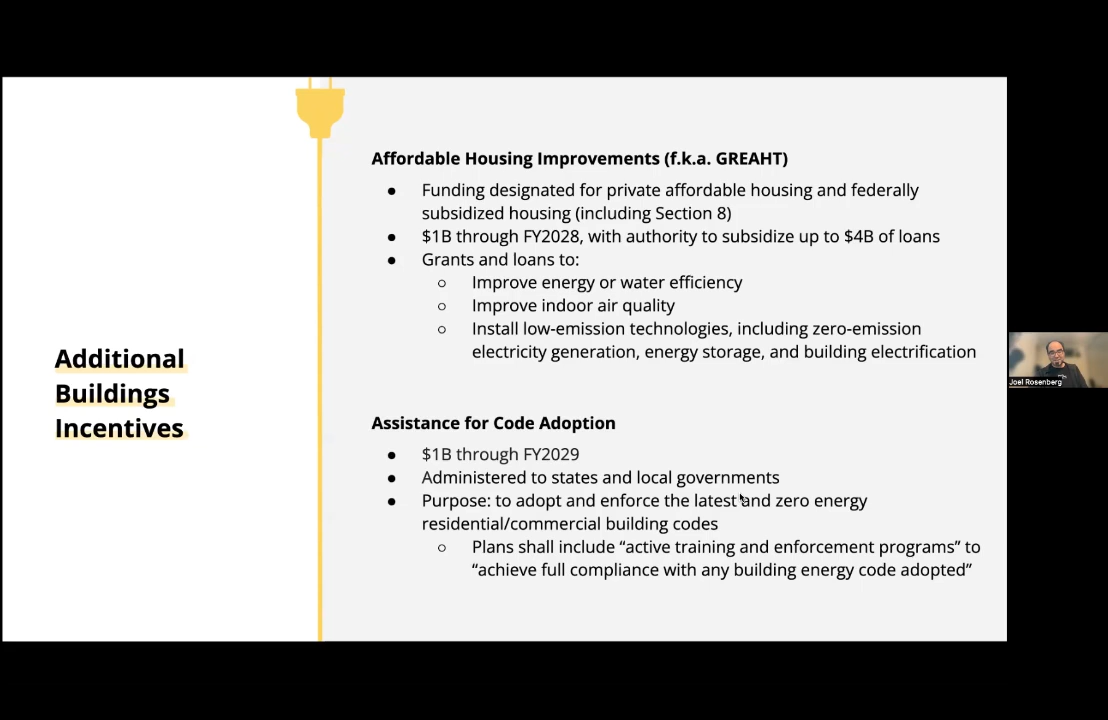 Additional
Buildings
Incentives
Affordable Housing Improvements (f.k.a. GREAHT)
● Funding designated for private affordable housing and federally
subsidized housing (including Section 8)
● $1B through FY2028, with authority to subsidize up to $4B of loans
● Grants and loans to:
○ Improve energy or water efficiency
○ Improve indoor air quality
○ Install low-emission technologies, including zero-emission
electricity generation, energy storage, and building electrification
Assistance for Code Adoption
● $1B through FY2029
● Administered to states and local governments
● Purpose: to adopt and enforce the latest and zero energy
residential/commercial building codes
○ Plans shall include “active training and enforcement programs” to
“achieve full compliance with any building energy code adopted”
Joel Rosenberg